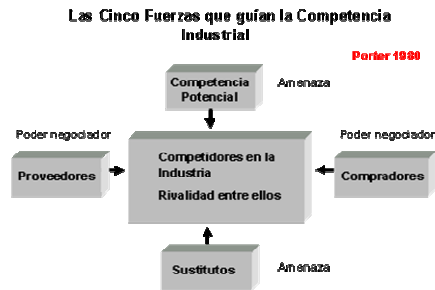 Las Cinco Fuerzas que guían la Competencia
Industrial
Porter 1980
Competencia
Potencial
Amenaza
Poder negociador
Poder negociador
Proveedores
Competidores en la
Industria
Rivalidad entre ellos
Compradores
Sustitutos
Amenaza